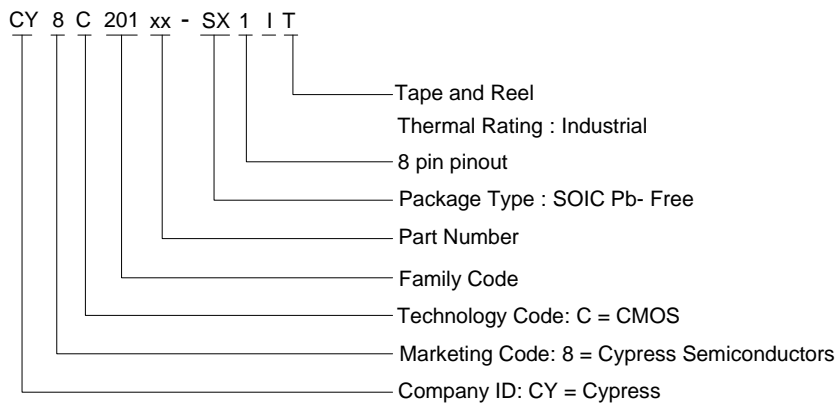 CY 8 C 201 xx - SX 1 I T
Tape and Reel
Thermal Rating : Industrial
8 pin pinout
Package Type : SOIC Pb- Free
Part Number
Family Code
Technology Code: C = CMOS
Marketing Code: 8 = Cypress Semiconductors
Company ID: CY = Cypress